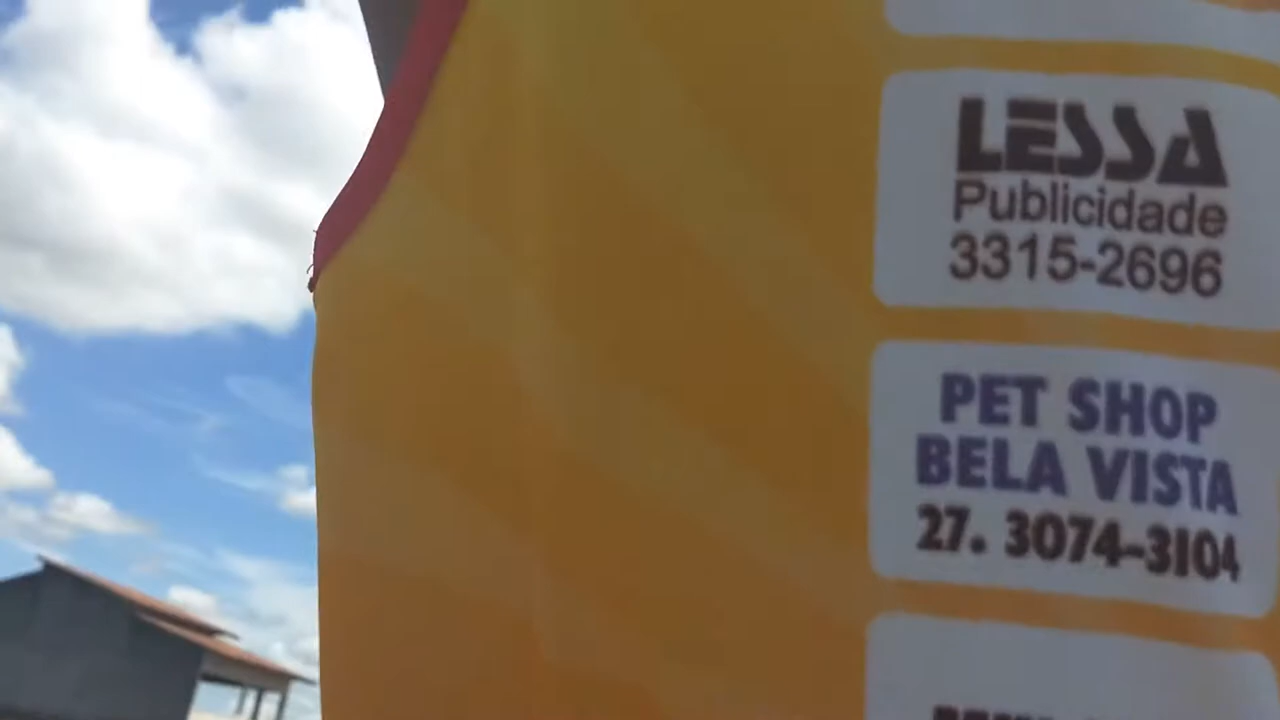 LESSA
Publicidade
3315-2696
PET SHOP
BELA VISTA
27. 3074-3104